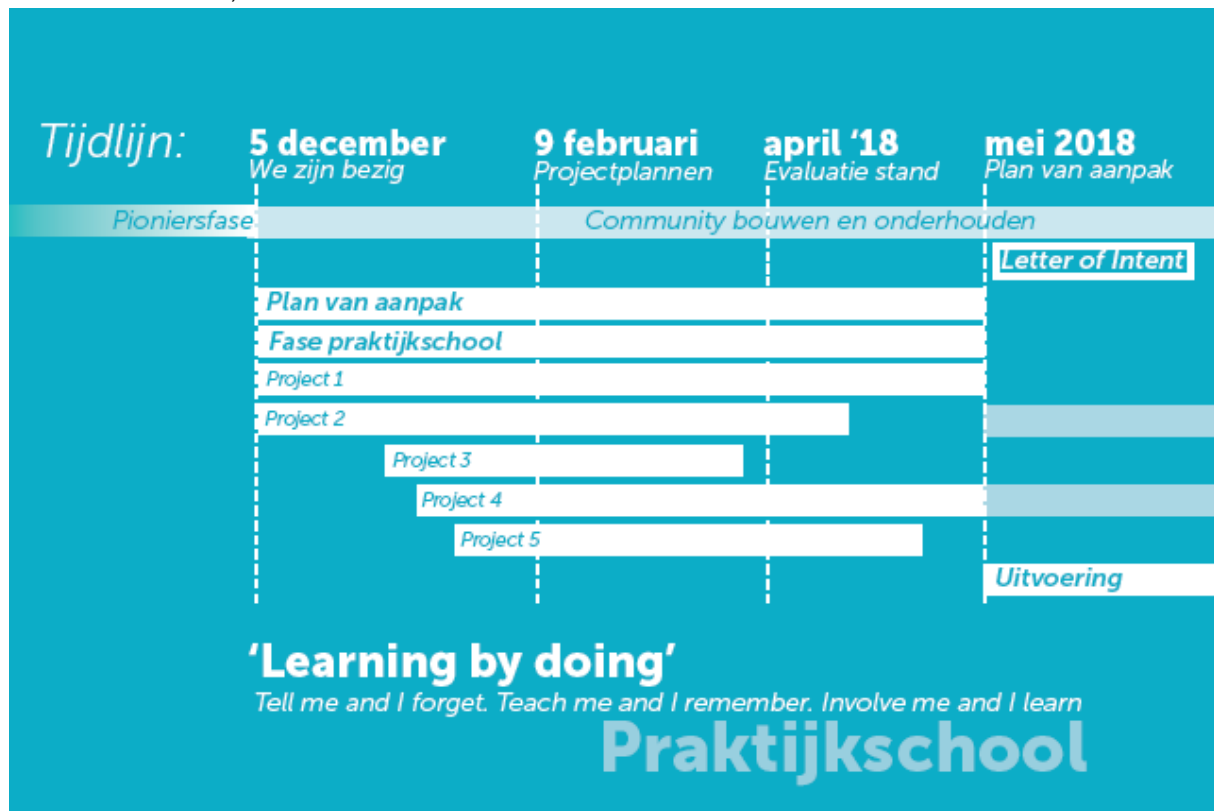 Tijdlijn:
5 december
We zijn bezig
9 februari
Projectplannen
april ‘18
Evaluatie stand
mei 2018
Plan van aanpak
Pioniersfase
Community bouwen en onderhouden
Letter of Intent
Plan van aanpak
Fase praktijkschool
Project 1
Project 2
Project 3
Project 4
Project 5
Uitvoering
‘Learning by doing’
Tell me and I forget. Teach me and I remember. Involve me and I learn
Praktijkschool